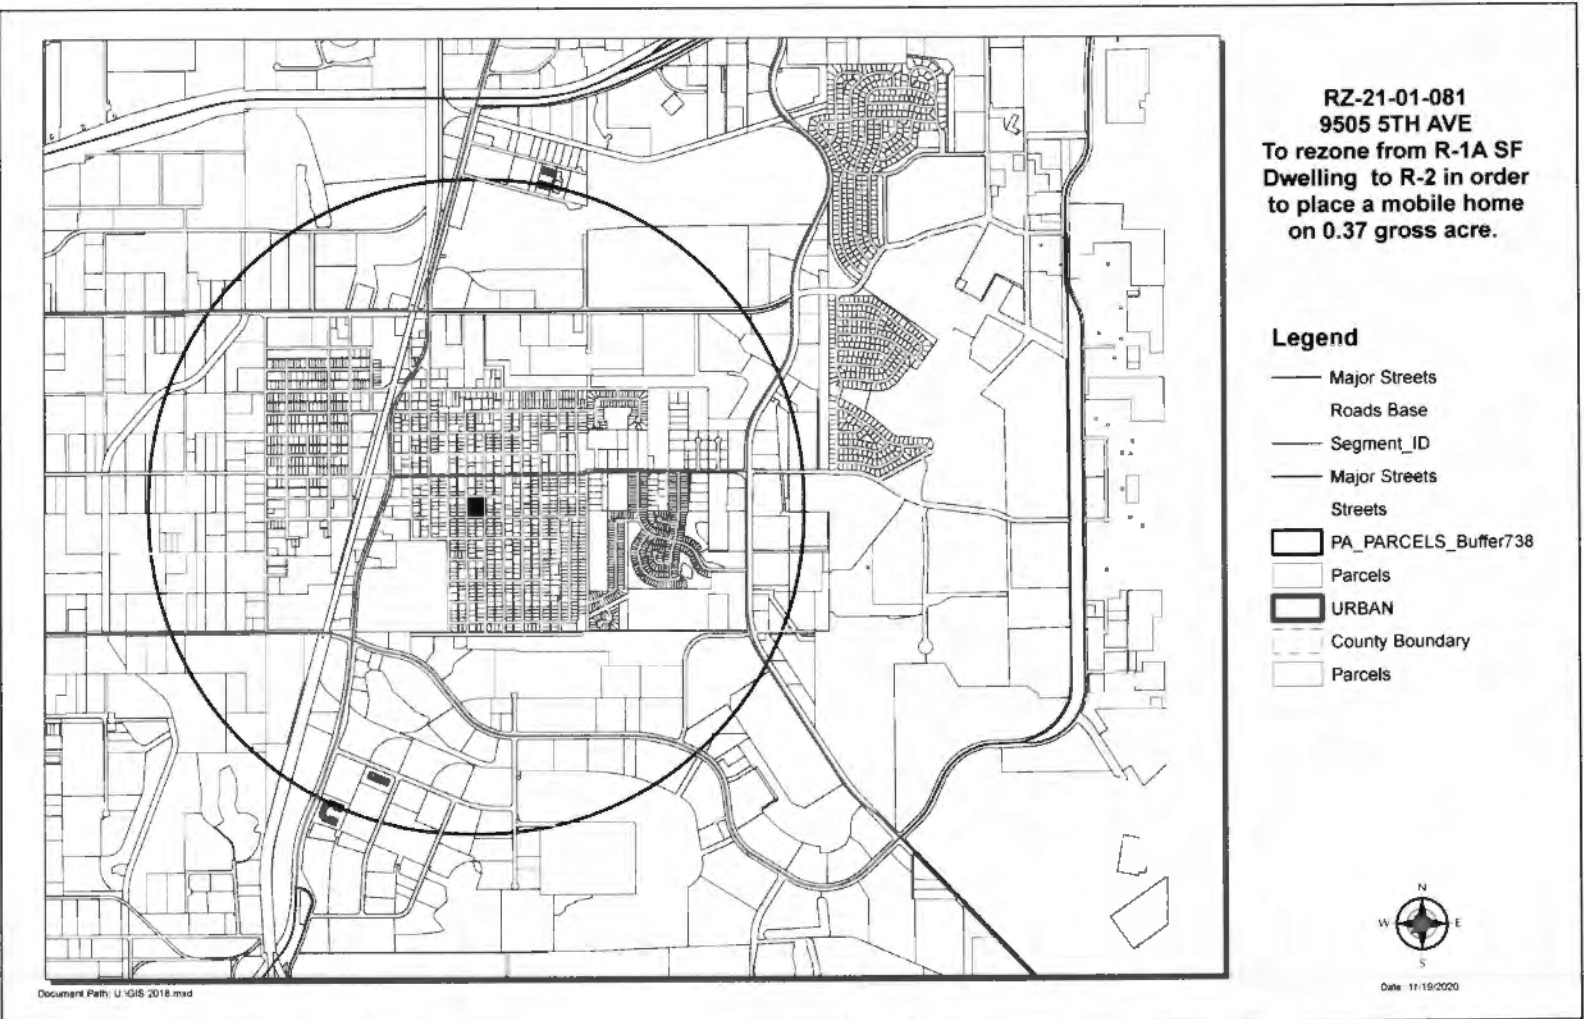 RZ-21-01-081
9505 5TH AVE
To rezone from R-1A SF
Dwelling to R-2 in order
to place a mobile home
on 0.37 gross acre.
Legend
Major Streets
Roads Base
Segment_ID
Major Streets
Streets
PA_PARCELS_Buffer738
Parcels
URBAN
County Boundary
Parcels
N
W E
S
Date: 11/19/2020
Document Path: U:\GIS 2018.mxd